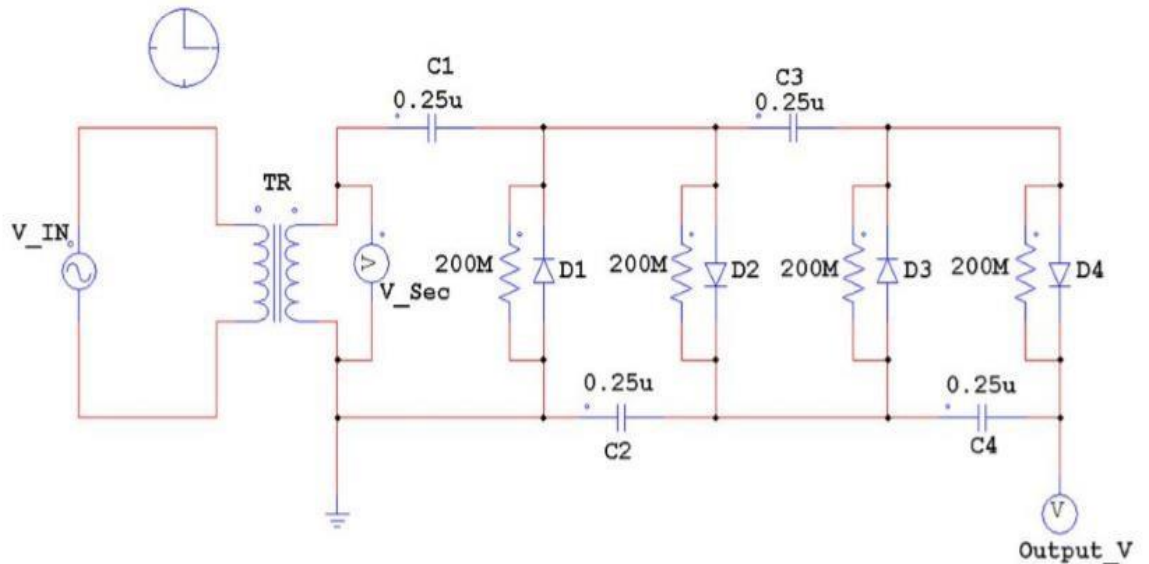 C1
0.25u
C3
0.25u
TR
V_IN
V
V_Sec
200M
D1
200M
D2
200M
D3
200M
D4
0.25u
C2
0.25u
C4
V
Output_V